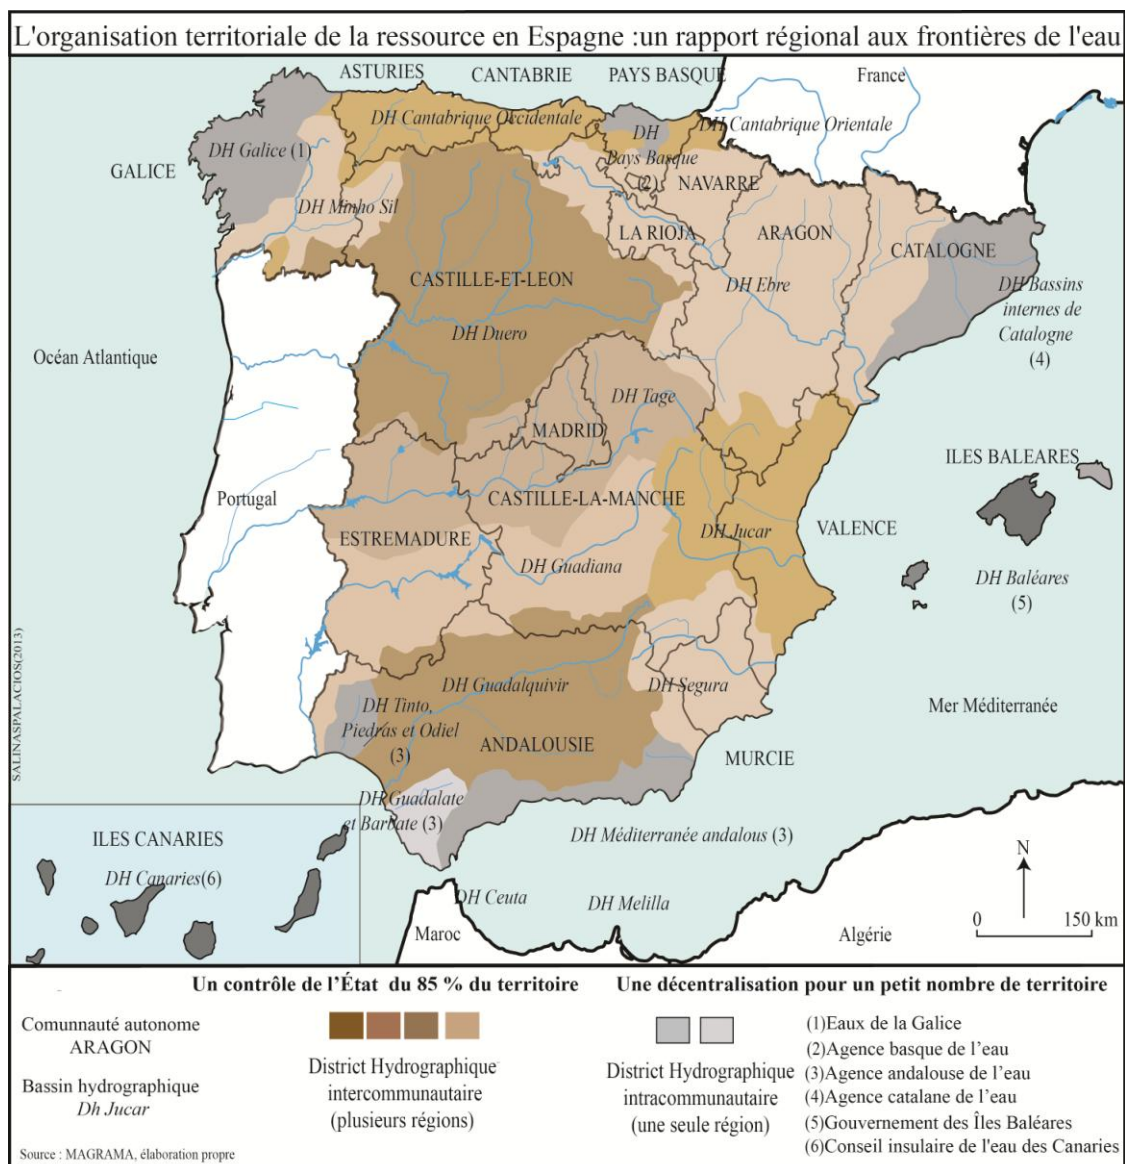 L'organisation territoriale de la ressource en Espagne :un rapport régional aux frontières de l'eau
ASTURIES
CANTABRIE
PAYS BASQUE
France
DH Cantabrique Occidentale
DH Cantabrique Orientale
DH
Pays Basque
(2)
DH Galice (1)
GALICE
NAVARRE
DH Minho Sil
LA RIOJA
ARAGON
CATALOGNE
CASTILLE-ET-LEON
DH Ebre
DH Bassins
internes de
Catalogne
(4)
DH Duero
Océan Atlantique
DH Tage
MADRID
ILES BALEARES
Portugal
CASTILLE-LA-MANCHE
ESTREMADURE
DH Jucar
VALENCE
DH Guadiana
DH Baléares
(5)
DH Guadalquivir
DH Segura
DH Tinto,
Piedras et Odiel
(3)
Mer Méditerranée
ANDALOUSIE
MURCIE
SALINASPALACIOS(2013)
DH Guadalate
et Barbate (3)
DH Méditerranée andalous (3)
ILES CANARIES
DH Canaries(6)
DH Ceuta
DH Melilla
Maroc
Algérie
N
0 150 km
Un contrôle de l'État du 85 % du territoire
Une décentralisation pour un petit nombre de territoire
Comunnauté autonome
ARAGON
Bassin hydrographique
Dh Jucar
District Hydrographique
intercommunautaire
(plusieurs régions)
District Hydrographique
intracommunautaire
(une seule région)
(1)Eaux de la Galice
(2)Agence basque de l'eau
(3)Agence andalouse de l'eau
(4)Agence catalane de l'eau
(5)Gouvernement des Îles Baléares
(6)Conseil insulaire de l'eau des Canaries
Source : MAGRAMA, élaboration propre